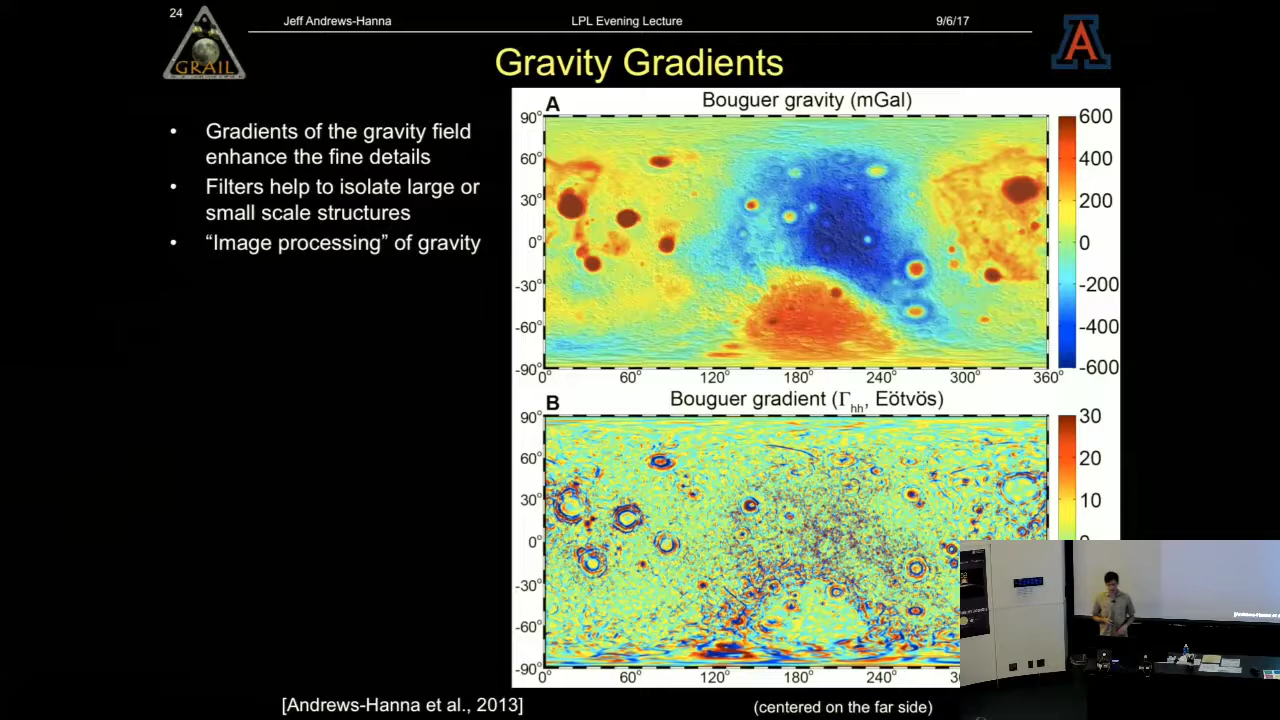 24
Jeff Andrews-Hanna
LPL Evening Lecture
9/6/17
GRAIL
A
Gravity Gradients
• Gradients of the gravity field
enhance the fine details
• Filters help to isolate large or
small scale structures
• “Image processing” of gravity
A
Bouguer gravity (mGal)
90°
60°
30°
0°
-30°
-60°
-90°
0°
60°
120°
180°
240°
300°
360°
600
400
200
0
-200
-400
-600
B
Bouguer gradient (Γhh, Eötvös)
90°
60°
30°
0°
-30°
-60°
-90°
0°
60°
120°
180°
240°
30
20
10
[Andrews-Hanna et al., 2013]
(centered on the far side)